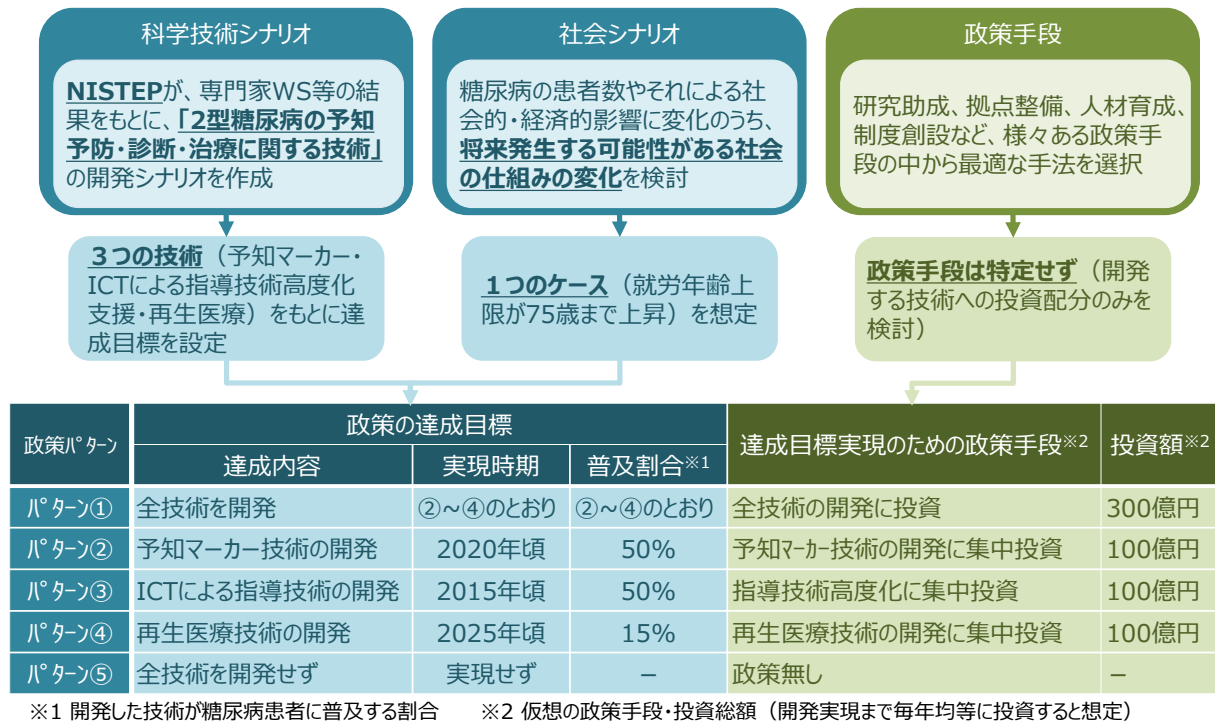 科学技術シナリオ
NISTEPが、専門家WS等の結
果をもとに、「2型糖尿病の予知
予防・診断・治療に関する技術」
の開発シナリオを作成
社会シナリオ
糖尿病の患者数やそれによる社
会的・経済的影響に変化のうち、
将来発生する可能性がある社会
の仕組みの変化を検討
政策手段
研究助成、拠点整備、人材育成、
制度創設など、様々ある政策手
段の中から最適な手法を選択
３つの技術（予知マーカー・
ICTによる指導技術高度化
支援・再生医療）をもとに達
成目標を設定
１つのケース（就労年齢上
限が75歳まで上昇）を想定
政策手段は特定せず（開発
する技術への投資配分のみを
検討）
政策ﾊﾟﾀｰﾝ 政策の達成目標 達成目標実現のための政策手段※2 投資額※2
達成内容 実現時期 普及割合※1
ﾊﾟﾀｰﾝ① 全技術を開発 ②～④のとおり ②～④のとおり 全技術の開発に投資 300億円
ﾊﾟﾀｰﾝ② 予知マーカー技術の開発 2020年頃 50% 予知ﾏｰｶｰ技術の開発に集中投資 100億円
ﾊﾟﾀｰﾝ③ ICTによる指導技術の開発 2015年頃 50% 指導技術高度化に集中投資 100億円
ﾊﾟﾀｰﾝ④ 再生医療技術の開発 2025年頃 15% 再生医療技術の開発に集中投資 100億円
ﾊﾟﾀｰﾝ⑤ 全技術を開発せず 実現せず － 政策無し －
※1 開発した技術が糖尿病患者に普及する割合 ※2 仮想の政策手段・投資総額（開発実現まで毎年均等に投資すると想定）